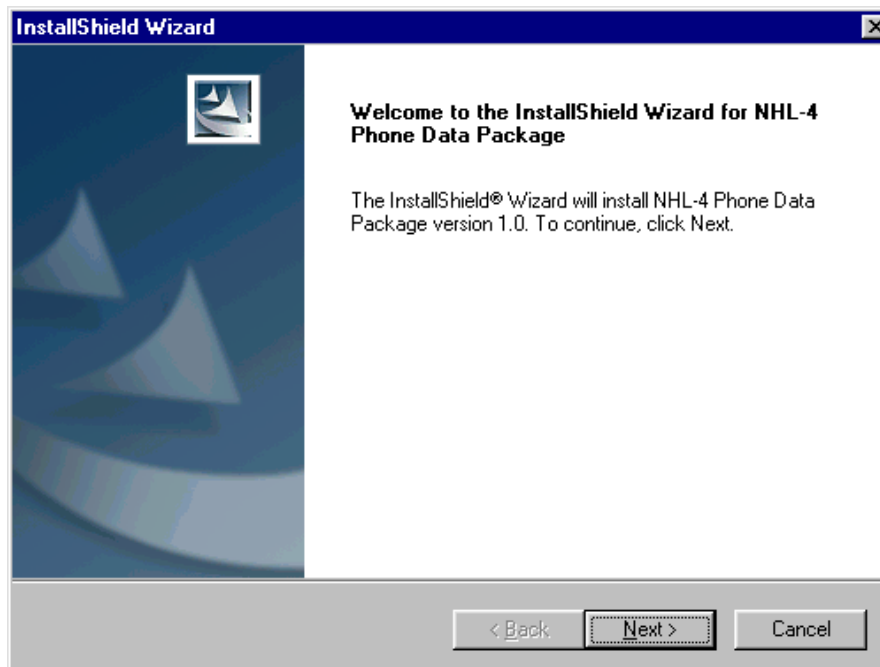 InstallShield Wizard
Welcome to the InstallShield Wizard for NHL-4
Phone Data Package
The InstallShield® Wizard will install NHL-4 Phone Data
Package version 1.0. To continue, click Next.
< Back
Next >
Cancel